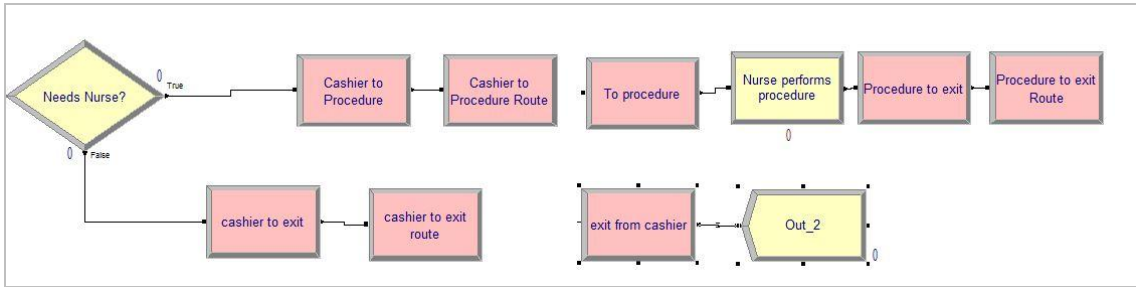 0
True
Needs Nurse?
0
False
Cashier to
Procedure
Cashier to
Procedure Route
To procedure
Nurse performs
procedure
0
Procedure to exit
Procedure to exit
Route
cashier to exit
cashier to exit
route
exit from cashier
Out_2
0